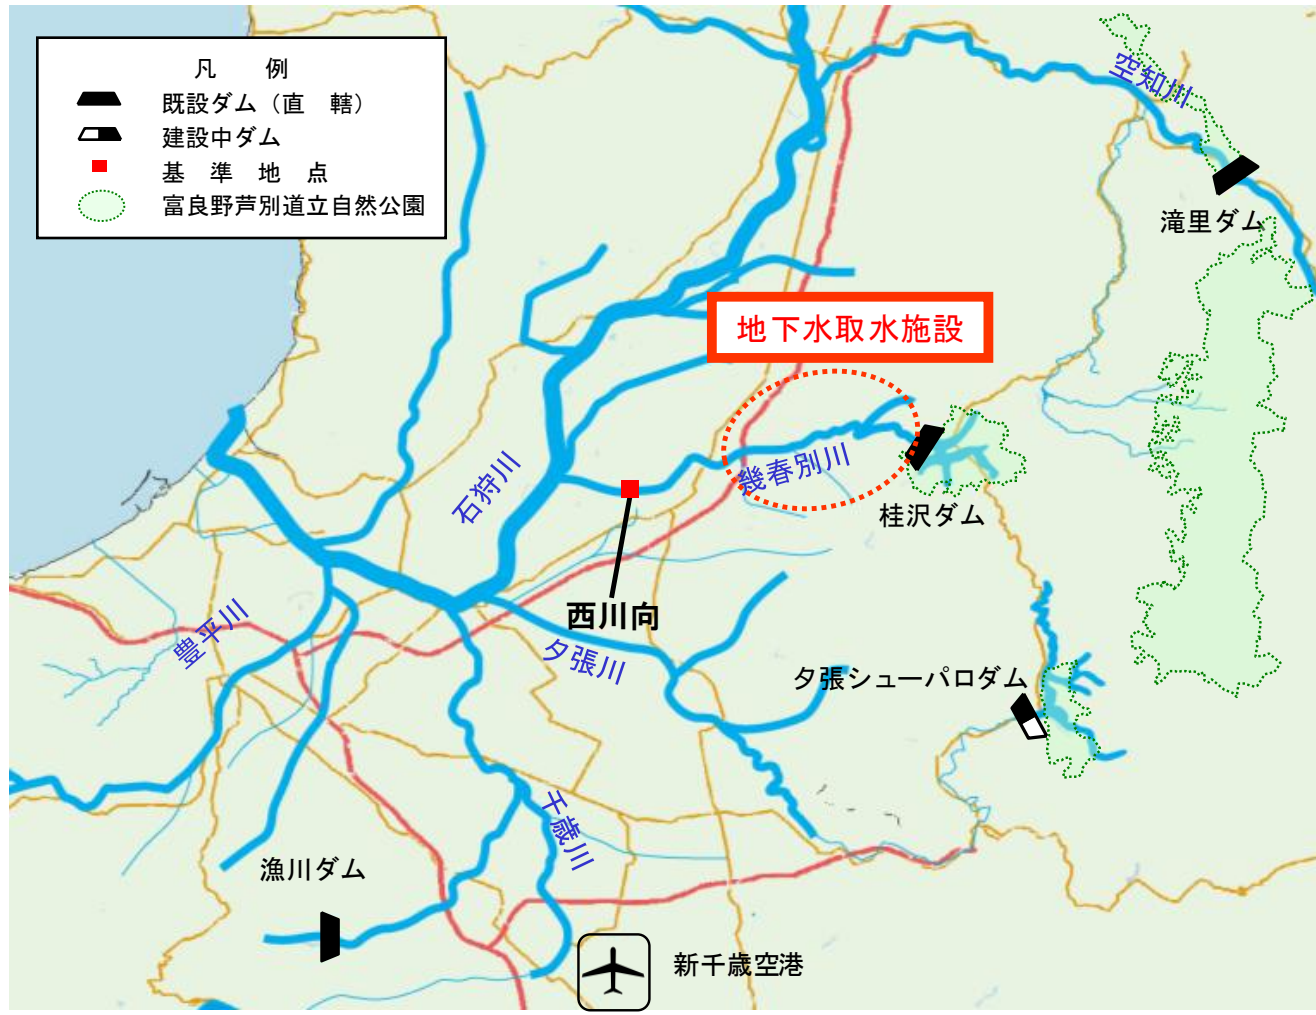 凡　例
既設ダム（直　轄）
建設中ダム
基　準　地　点
富良野芦別道立自然公園
空知川
滝里ダム
地下水取水施設
石狩川
幾春別川
桂沢ダム
西川向
豊平川
夕張川
夕張シューパロダム
千歳川
漁川ダム
新千歳空港